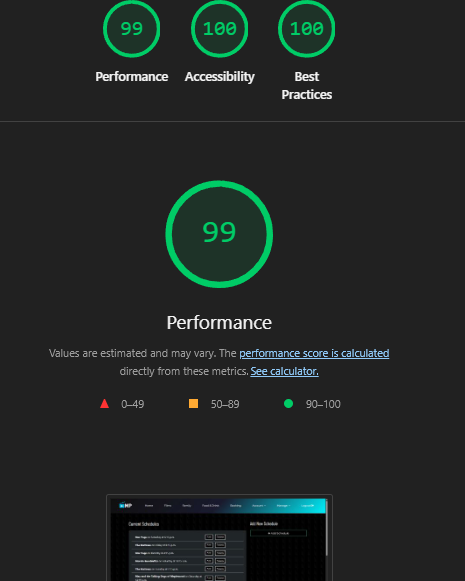 99 100 100
Performance Accessibility Best
Practices
99
Performance
Values are estimated and may vary. The performance score is calculated
directly from these metrics. See calculator.
0–49 50–89 90–100
Current Schedules
Add New Schedule